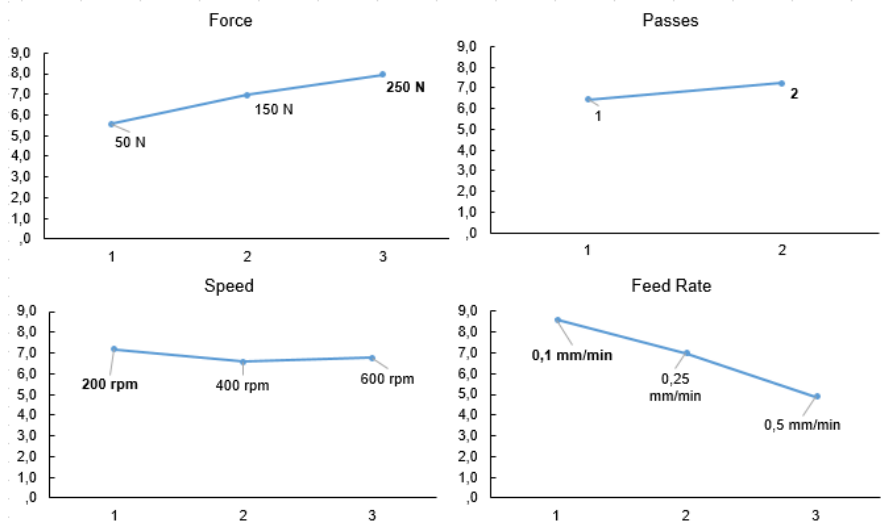 Force
9,0
8,0
7,0
6,0
5,0
4,0
3,0
2,0
1,0
,0
50 N
150 N
250 N
1 2 3
Passes
9,0
8,0
7,0
6,0
5,0
4,0
3,0
2,0
1,0
,0
1
2
1 2
Speed
9,0
8,0
7,0
6,0
5,0
4,0
3,0
2,0
1,0
,0
200 rpm
400 rpm
600 rpm
1 2 3
Feed Rate
9,0
8,0
7,0
6,0
5,0
4,0
3,0
2,0
1,0
,0
0,1 mm/min
0,25
mm/min
0,5 mm/min
1 2 3